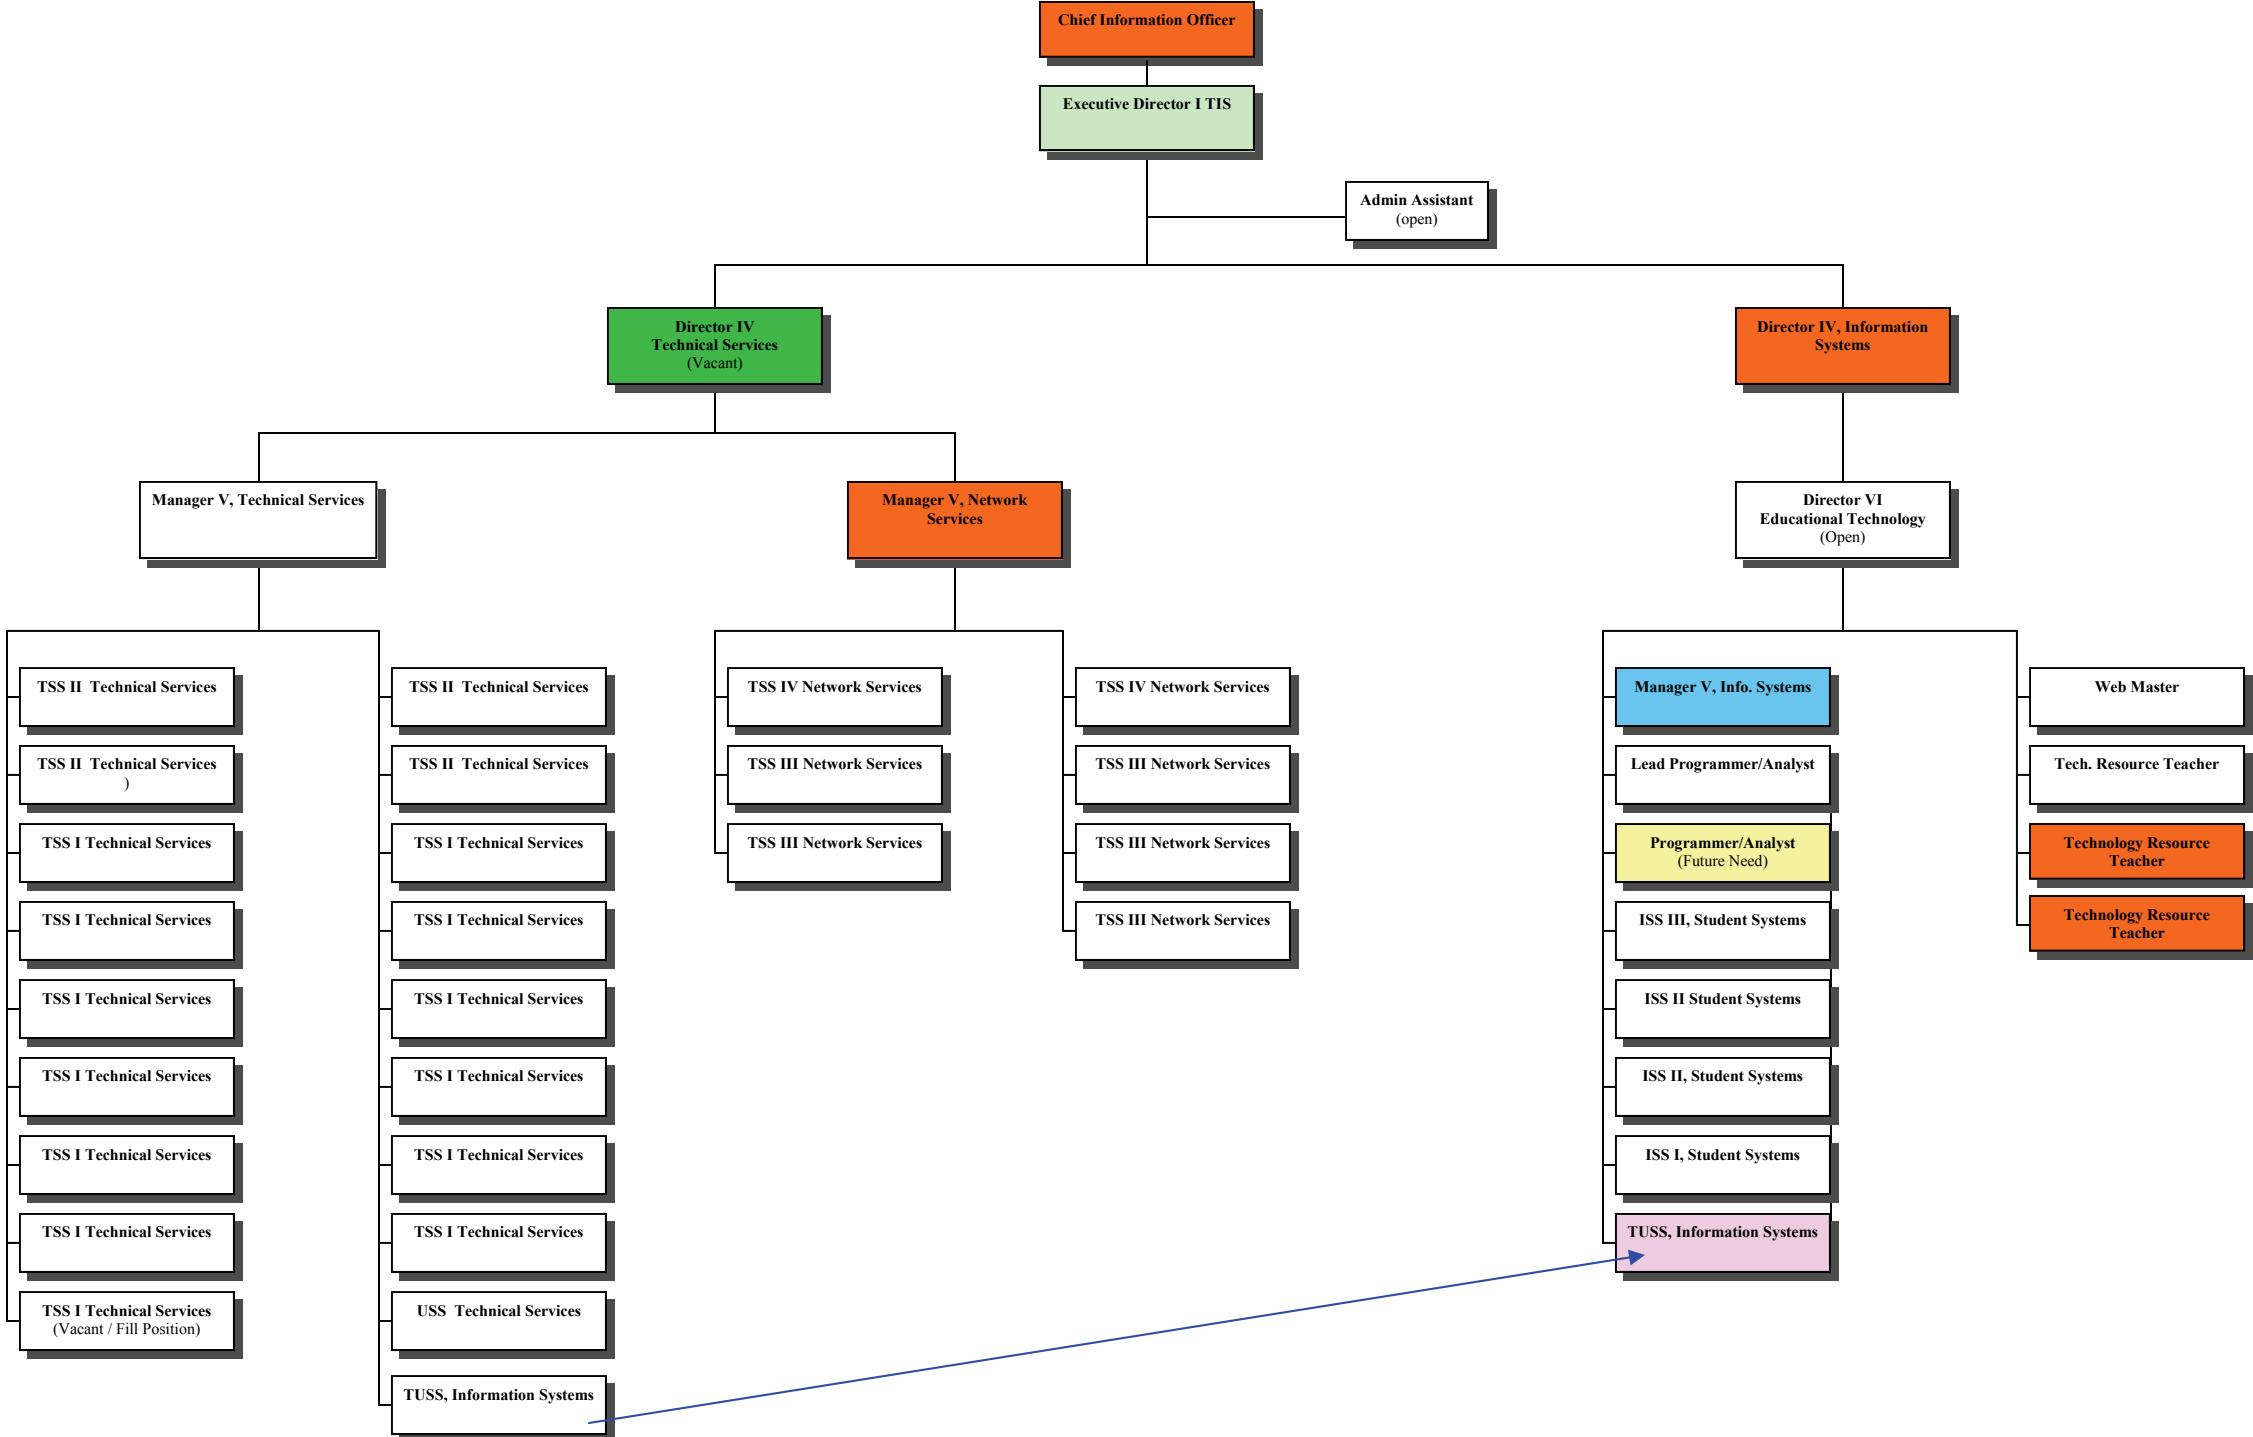 Chief Information Officer
Executive Director I TIS
Admin Assistant
(open)
Director IV
Technical Services
(Vacant)
Director IV, Information
Systems
Manager V, Technical Services
Manager V, Network
Services
Director VI
Educational Technology
(Open)
TSS II  Technical Services
TSS II  Technical Services
)
TSS I Technical Services
TSS I Technical Services
TSS I Technical Services
TSS I Technical Services
TSS I Technical Services
TSS I Technical Services
TSS I Technical Services
(Vacant / Fill Position)
TSS II  Technical Services
TSS II  Technical Services
TSS I Technical Services
TSS I Technical Services
TSS I Technical Services
TSS I Technical Services
TSS I Technical Services
TSS I Technical Services
USS  Technical Services
TUSS, Information Systems
TSS IV Network Services
TSS III Network Services
TSS III Network Services
TSS IV Network Services
TSS III Network Services
TSS III Network Services
TSS III Network Services
Manager V, Info. Systems
Lead Programmer/Analyst
Programmer/Analyst
(Future Need)
ISS III, Student Systems
ISS II Student Systems
ISS II, Student Systems
ISS I, Student Systems
TUSS, Information Systems
Web Master
Tech. Resource Teacher
Technology Resource
Teacher
Technology Resource
Teacher